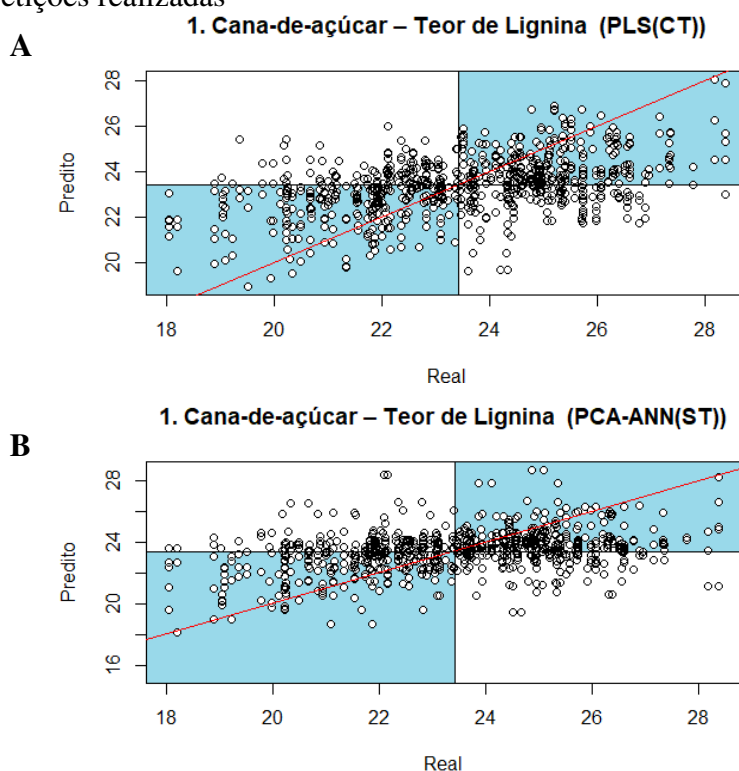 etições realizadas
A
1. Cana-de-açúcar – Teor de Lignina (PLS(CT))
28
26
24
22
20
Predito
18 20 22 24 26 28
Real
B
1. Cana-de-açúcar – Teor de Lignina (PCA-ANN(ST))
28
24
20
16
Predito
18 20 22 24 26 28
Real